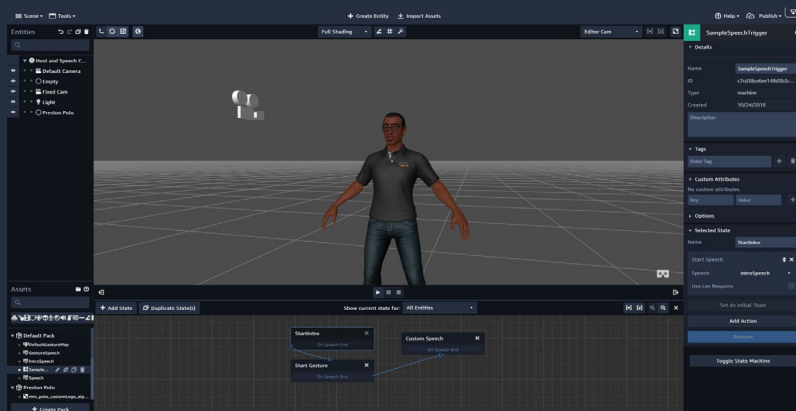 Scene
Tools
Create Entity
Import Assets
Help
Publish
Entities
Full Shading
Editor Cam
SampleSpeechTrigger
Host and Speech C...
Default Camera
Empty
Fixed Cam
Light
Preston Polo
Details
Name SampleSpeechTrigger
ID
Type machine
Created 10/24/2018
Description
Tags
Enter Tag
Custom Attributes
No custom attributes.
Key Value
Options
Selected State
Name StartIntro
Start Speech
Speech IntroSpeech
Use Lex Respons
Set As Initial State
Add Action
Remove
Toggle State Machine
Assets
Default Pack
DefaultGestureMap
GestureSpeech
IntroSpeech
Sample...
Speech
Preston Polo
mm_polo_customLogo_alp...
Create Pack
Add State
Duplicate State(s)
Show current state for: All Entities
StartIntro
On Speech End
Start Gesture
On Speech End
Custom Speech
On Speech End